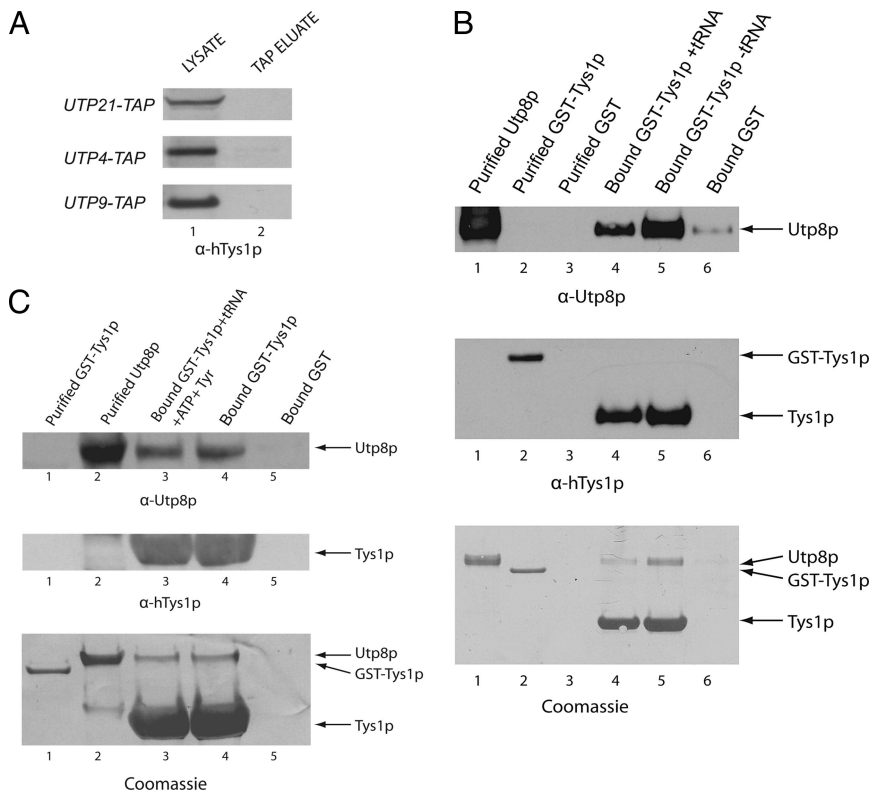 A
LYSATE
TAP ELUATE
UTP21-TAP
UTP4-TAP
UTP9-TAP
1 2
α-hTys1p
B
Purified Utp8p
Purified GST-Tys1p
Purified GST
Bound GST-Tys1p +tRNA
Bound GST-Tys1p -tRNA
Bound GST
Utp8p
1 2 3 4 5 6
α-Utp8p
GST-Tys1p
Tys1p
1 2 3 4 5 6
α-hTys1p
Utp8p
GST-Tys1p
Tys1p
1 2 3 4 5 6
Coomassie
C
Purified GST-Tys1p
Purified Utp8p
Bound GST-Tys1p+tRNA
+ATP+ Tyr
Bound GST-Tys1p
Bound GST
Utp8p
1 2 3 4 5
α-Utp8p
Tys1p
1 2 3 4 5
α-hTys1p
Utp8p
GST-Tys1p
Tys1p
1 2 3 4 5
Coomassie